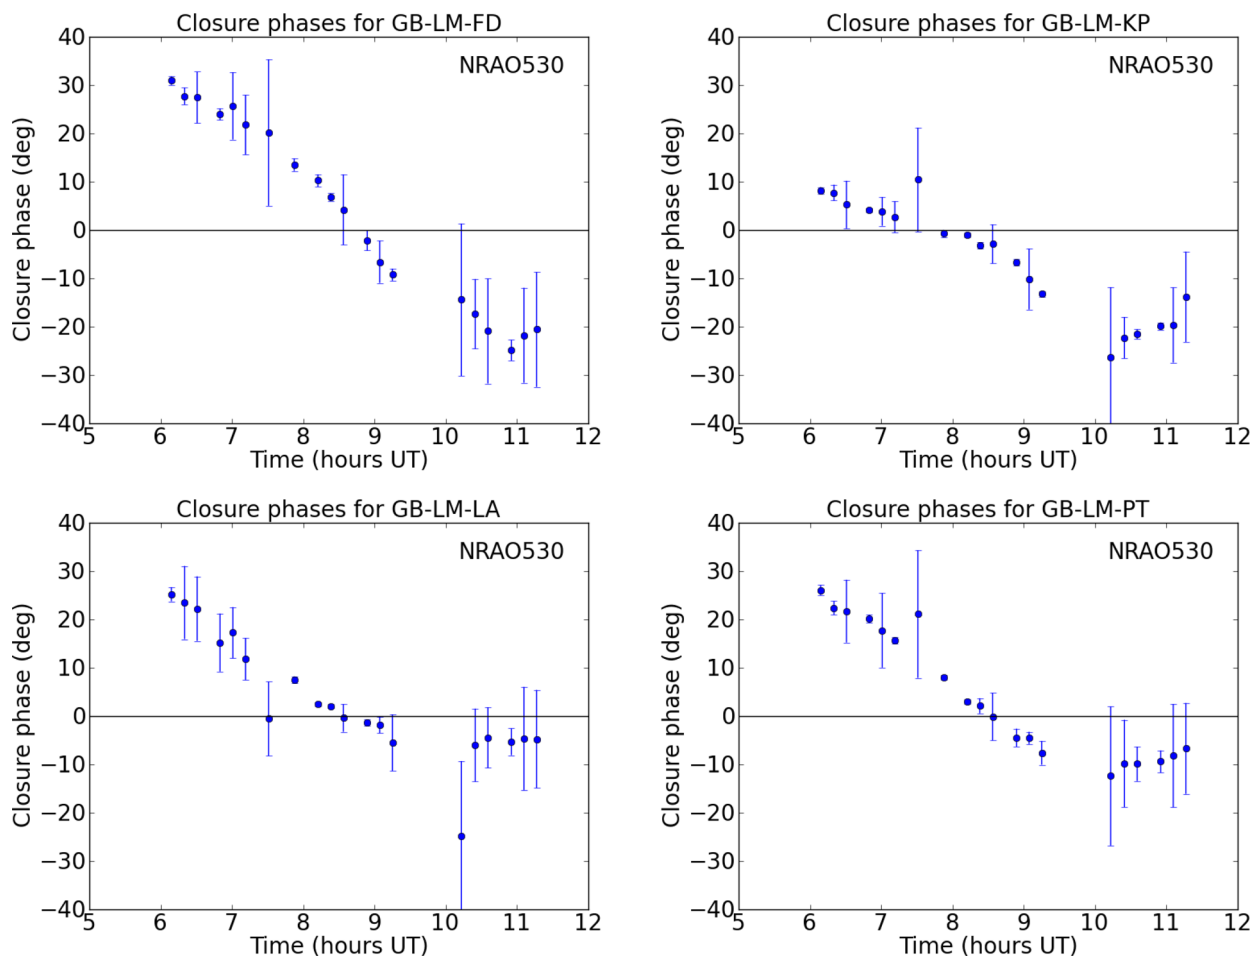 Closure phases for GB-LM-FD
NRAO530
Closure phase (deg)
40
30
20
10
0
−10
−20
−30
−40
5 6 7 8 9 10 11 12
Time (hours UT)
Closure phases for GB-LM-KP
NRAO530
Closure phase (deg)
40
30
20
10
0
−10
−20
−30
−40
5 6 7 8 9 10 11 12
Time (hours UT)
Closure phases for GB-LM-LA
NRAO530
Closure phase (deg)
40
30
20
10
0
−10
−20
−30
−40
5 6 7 8 9 10 11 12
Time (hours UT)
Closure phases for GB-LM-PT
NRAO530
Closure phase (deg)
40
30
20
10
0
−10
−20
−30
−40
5 6 7 8 9 10 11 12
Time (hours UT)